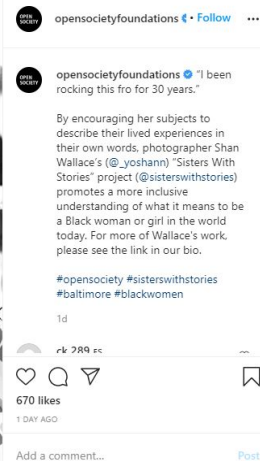 OPEN
SOCIETY
opensocietyfoundations • Follow ...
OPEN
SOCIETY
opensocietyfoundations "I been
rocking this fro for 30 years."
By encouraging her subjects to
describe their lived experiences in
their own words, photographer Shan
Wallace's (@_yoshann) "Sisters With
Stories" project (@sisterswithstories)
promotes a more inclusive
understanding of what it means to be
a Black woman or girl in the world
today. For more of Wallace's work,
please see the link in our bio.
#opensociety #sisterswithstories
#baltimore #blackwomen
1d
670 likes
1 DAY AGO
Add a comment...
Post